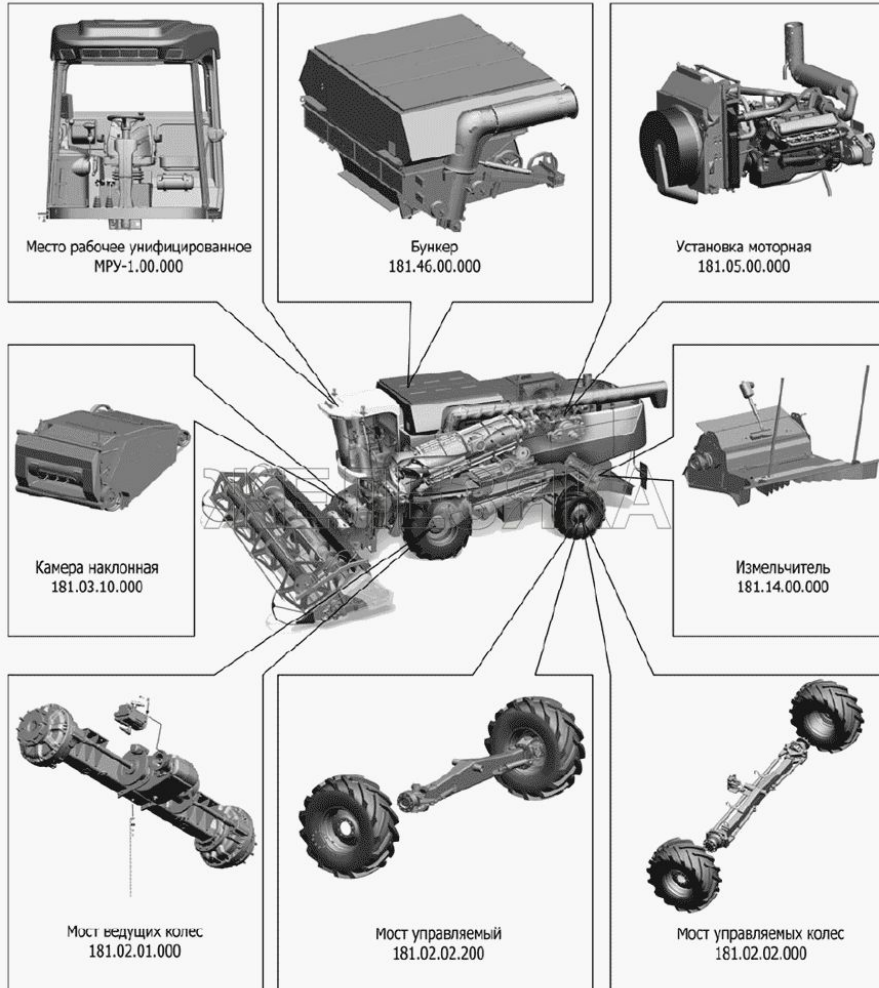 Место рабочее унифицированное
МРУ-1.00.000
Бункер
181.46.00.000
Установка моторная
181.05.00.000
Камера наклонная
181.03.10.000
Измельчитель
181.14.00.000
Мост ведущих колес
181.02.01.000
Мост управляемый
181.02.02.200
Мост управляемых колес
181.02.02.000